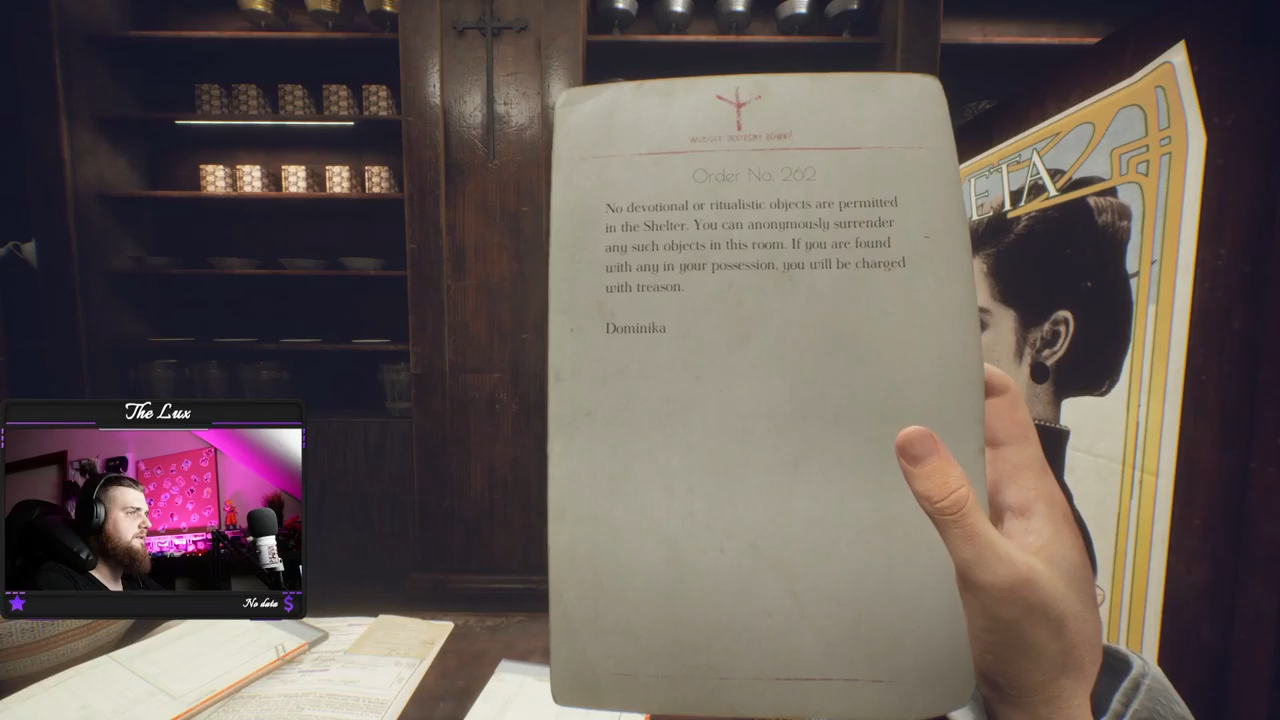 ETA
Order No. 262
No devotional or ritualistic objects are permitted
in the Shelter. You can anonymously surrender
any such objects in this room. If you are found
with any in your possession, you will be charged
with treason.
Dominika
The Lux
No data $